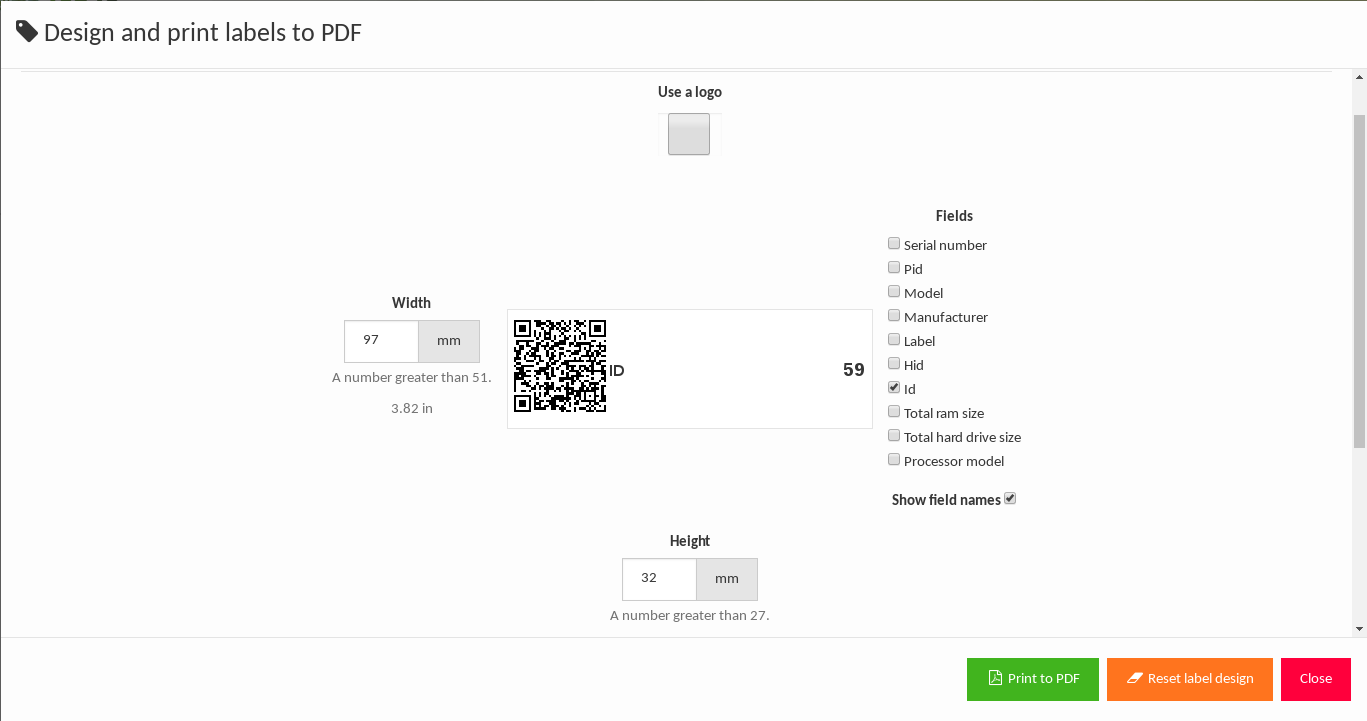 Design and print labels to PDF
Use a logo
Fields
Serial number
Pid
Model
Manufacturer
Label
Hid
Id
Total ram size
Total hard drive size
Processor model
Show field names
Width
97 mm
A number greater than 51.
3.82 in
ID 59
Height
32 mm
A number greater than 27.
Print to PDF
Reset label design
Close